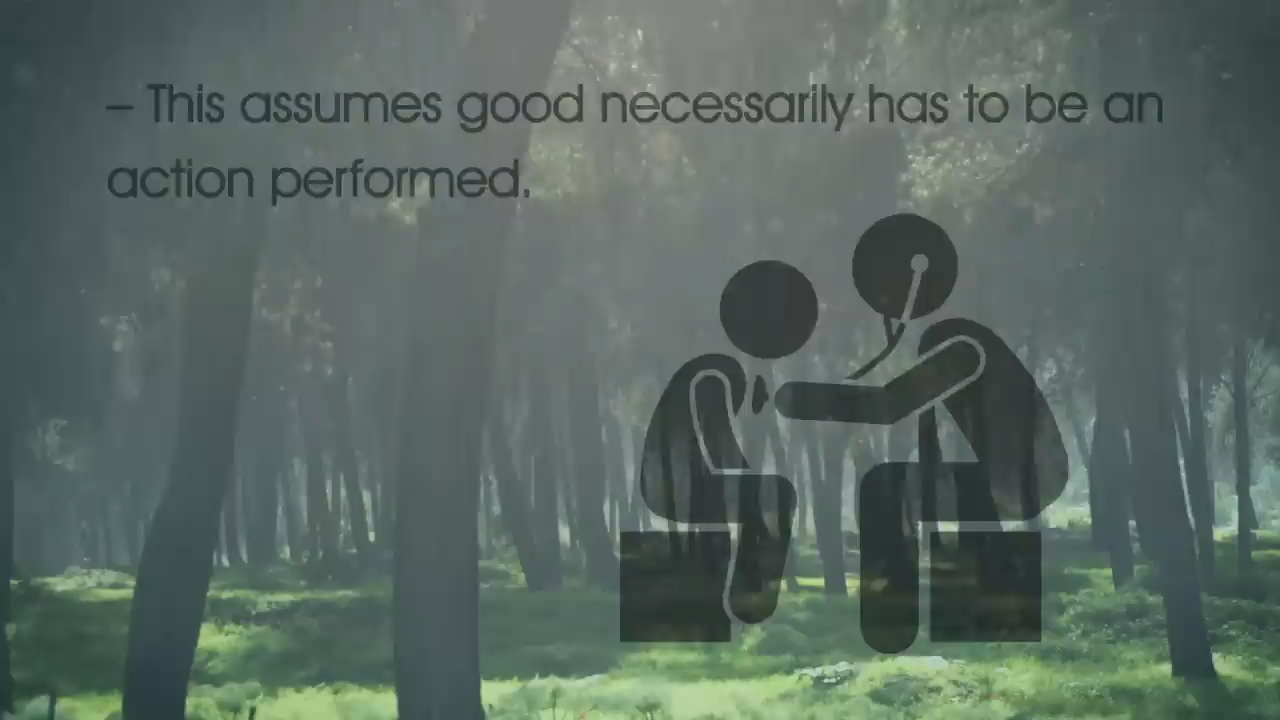 – This assumes good necessarily has to be an
action performed.